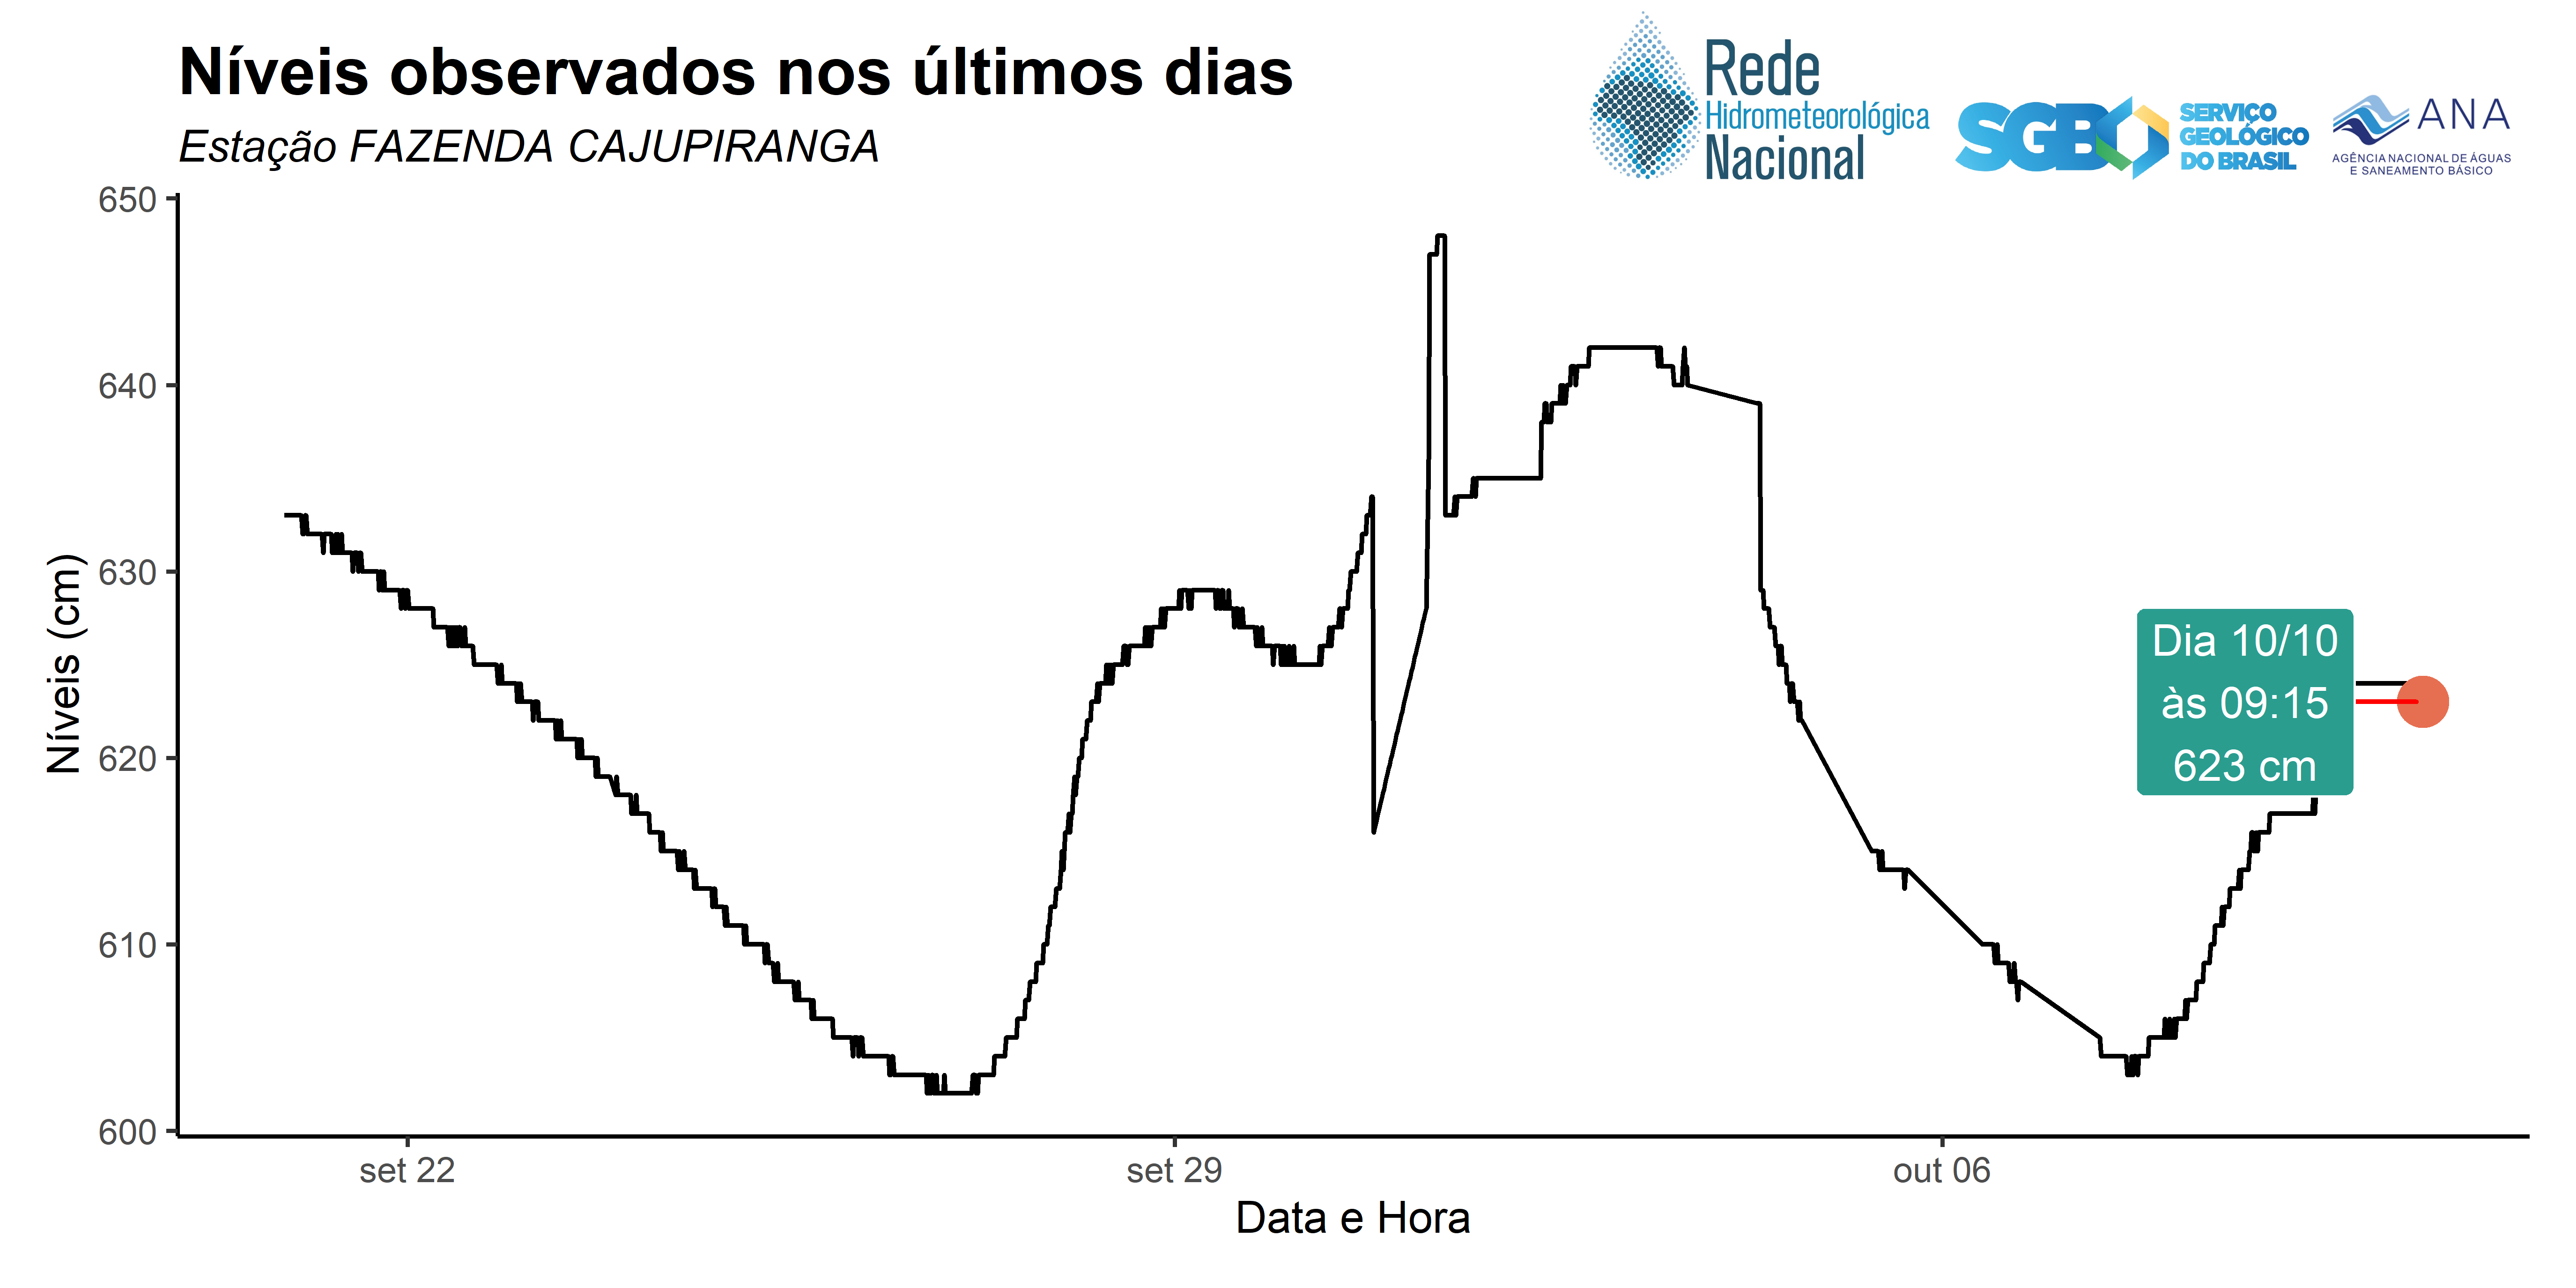 Níveis observados nos últimos dias
Estação FAZENDA CAJUPIRANGA
Rede
Hidrometeorológica
Nacional
SGB
SERVIÇO
GEOLÓGICO
DO BRASIL
ANA
AGÊNCIA NACIONAL DE ÁGUAS
E SANEAMENTO BÁSICO
Níveis (cm)
650
640
630
620
610
600
Dia 10/10
às 09:15
623 cm
set 22
set 29
out 06
Data e Hora